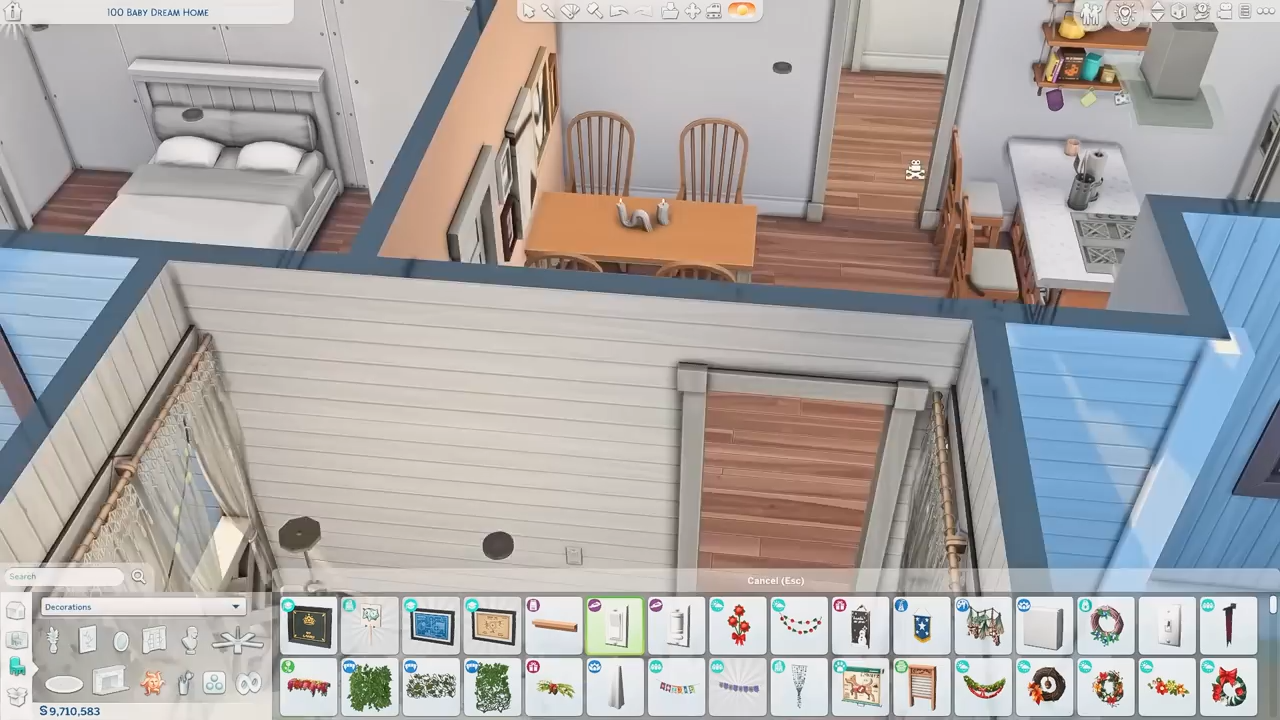 100 BABY DREAM HOME
Cancel (Esc)
Search
Decorations
§9,710,583